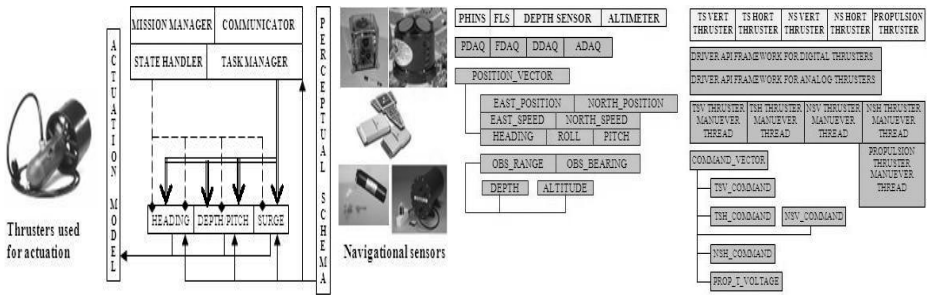 Thrusters used
for actuation
ACTUATION MODEL
MISSION MANAGER
COMMUNICATOR
STATE HANDLER
TASK MANAGER
HEADING
DEPTH
PITCH
SURGE
PERCEPTUAL SCHEMA
Navigational sensors
PHINS
FLS
DEPTH SENSOR
ALTIMETER
PDAQ
FDAQ
DDAQ
ADAQ
POSITION_VECTOR
EAST_POSITION
NORTH_POSITION
EAST_SPEED
NORTH_SPEED
HEADING
ROLL
PITCH
OBS_RANGE
OBS_BEARING
DEPTH
ALTITUDE
TS VERT
THRUSTER
TS HORT
THRUSTER
NS VERT
THRUSTER
NS HORT
THRUSTER
PROPULSION
THRUSTER
DRIVER API FRAMEWORK FOR DIGITAL THRUSTERS
DRIVER API FRAMEWORK FOR ANALOG THRUSTERS
TSV THRUSTER
MANUEVER
THREAD
TSH THRUSTER
MANUEVER
THREAD
NSV THRUSTER
MANUEVER
THREAD
NSH THRUSTER
MANUEVER
THREAD
PROPULSION
THRUSTER
MANUEVER
THREAD
COMMAND_VECTOR
TSV_COMMAND
TSH_COMMAND
NSV_COMMAND
NSH_COMMAND
PROP_T_VOLTAGE